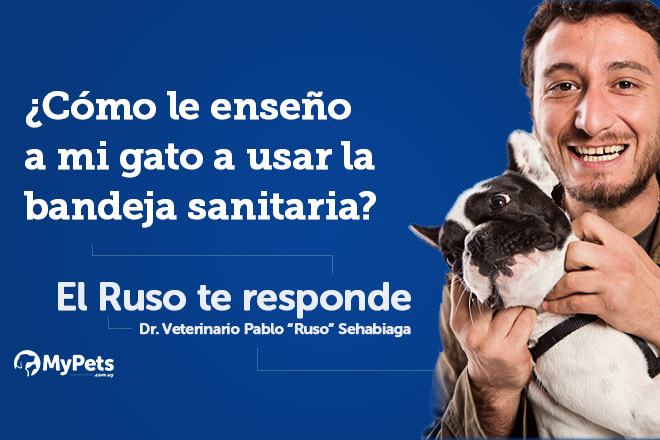 ¿Cómo le enseño
a mi gato a usar la
bandeja sanitaria?
El Ruso te responde
Dr. Veterinario Pablo “Ruso” Sehabiaga
MyPets
.com.uy